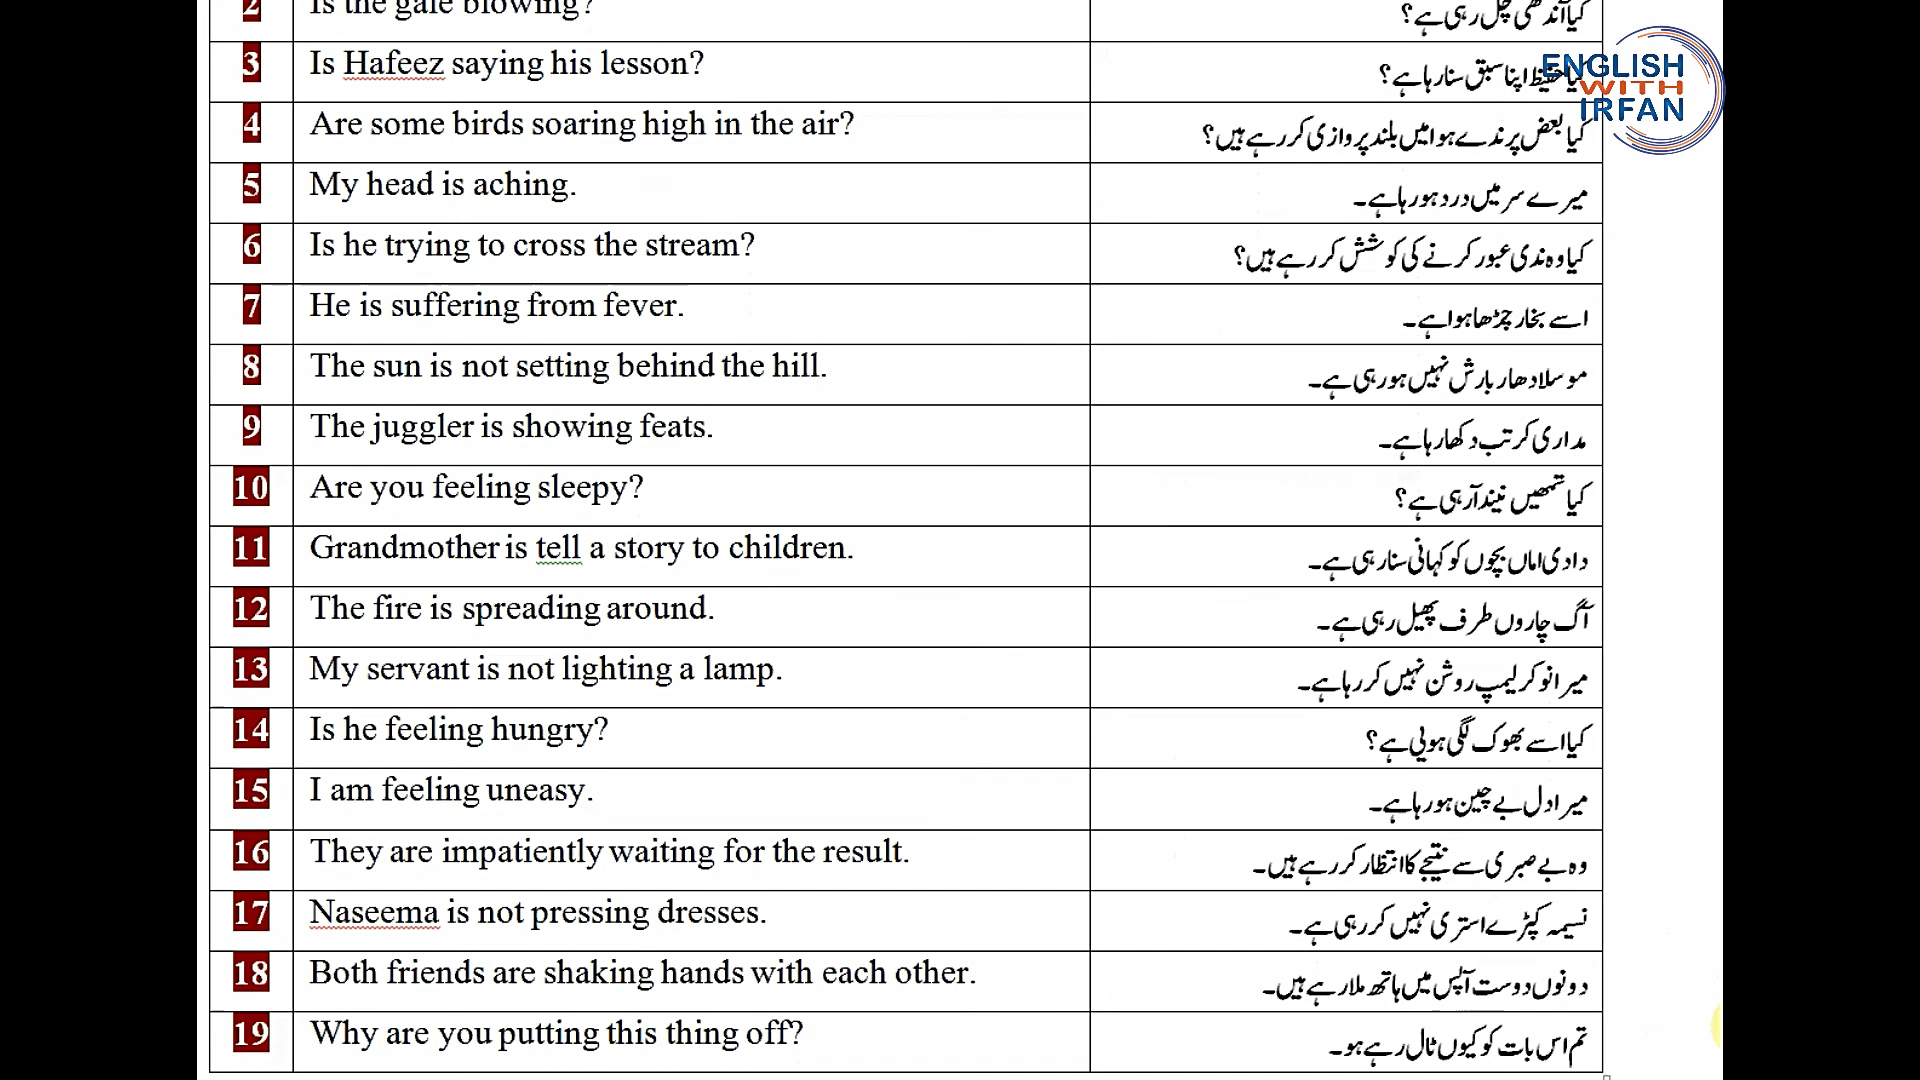 2 Is the gale blowing? کیا آندھی چل رہی ہے؟
3 Is Hafeez saying his lesson? کیا حفیظ اپنا سبق سنا رہا ہے؟
ENGLISH
WITH
IRFAN
4 Are some birds soaring high in the air? کیا بعض پرندے ہوا میں بلند پروازی کر رہے ہیں؟
5 My head is aching. میرے سر میں درد ہو رہا ہے۔
6 Is he trying to cross the stream? کیا وہ ندی عبور کرنے کی کوشش کر رہے ہیں؟
7 He is suffering from fever. اسے بخار چڑھا ہوا ہے۔
8 The sun is not setting behind the hill. موسلا دھار بارش نہیں ہو رہی ہے۔
9 The juggler is showing feats. مداری کرتب دکھا رہا ہے۔
10 Are you feeling sleepy? کیا تمھیں نیند آ رہی ہے؟
11 Grandmother is tell a story to children. دادی اماں بچوں کو کہانی سنا رہی ہے۔
12 The fire is spreading around. آگ چاروں طرف پھیل رہی ہے۔
13 My servant is not lighting a lamp. میرا نوکر لیمپ روشن نہیں کر رہا ہے۔
14 Is he feeling hungry? کیا اسے بھوک لگی ہویی ہے؟
15 I am feeling uneasy. میرا دل بے چین ہو رہا ہے۔
16 They are impatiently waiting for the result. وہ بے صبری سے نتیجے کا انتظار کر رہے ہیں۔
17 Naseema is not pressing dresses. نسیمہ کپڑے استری نہیں کر رہی ہے۔
18 Both friends are shaking hands with each other. دونوں دوست آپس میں ہاتھ ملا رہے ہیں۔
19 Why are you putting this thing off? تم اس بات کو کیوں ٹال رہے ہو۔